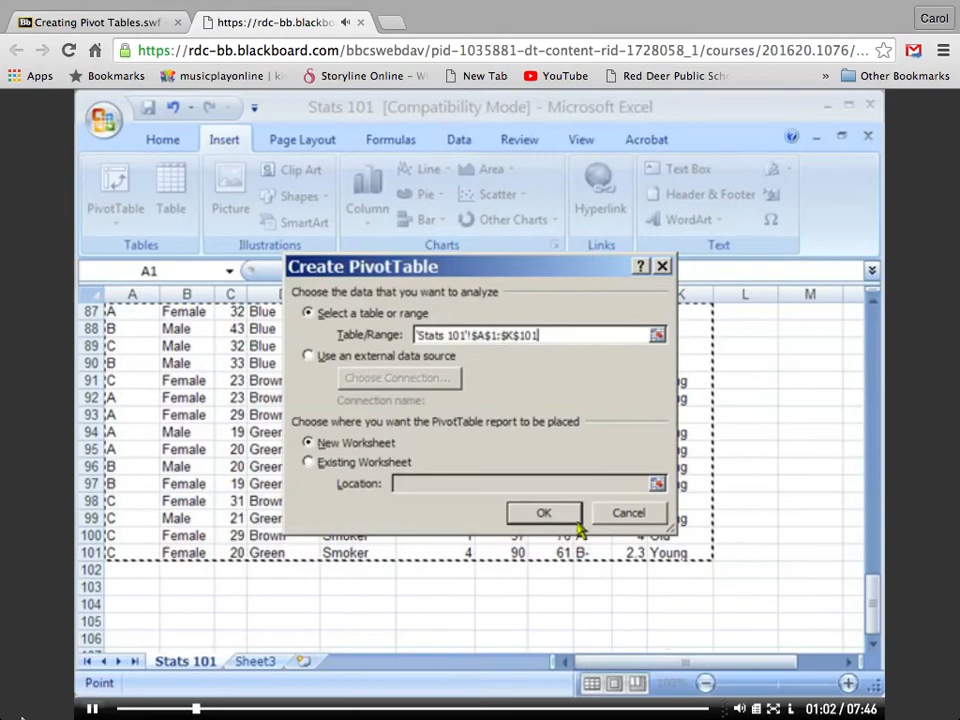 Creating Pivot Tables.swf
https://rdc-bb.blackbo
Carol
https://rdc-bb.blackboard.com/bbcswebdav/pid-1035881-dt-content-rid-1728058_1/courses/201620.1076/...
Apps
Bookmarks
musicplayonline | k
Storyline Online – W
New Tab
YouTube
Red Deer Public Sch
»
Other Bookmarks
Stats 101 [Compatibility Mode] - Microsoft Excel
Home
Insert
Page Layout
Formulas
Data
Review
View
Acrobat
PivotTable
Table
Picture
Clip Art
Shapes
SmartArt
Column
Line
Pie
Bar
Area
Scatter
Other Charts
Hyperlink
Text Box
Header & Footer
WordArt
Ω
Tables
Illustrations
Charts
Links
Text
A1
A B C K L M
87 A Female 32 Blue
88 B Male 43 Blue
89 C Male 32 Blue
90 B Male 33 Blue
91 C Female 23 Brown
92 A Female 23 Brown
93 A Female 29 Brown
94 A Male 19 Green
95 A Female 20 Green
96 B Male 20 Green
97 B Male 20 Green
98 C Female 31 Brown
99 C Male 21 Green
100 C Female 29 Brown Smoker Old
101 C Female 20 Green Smoker 4 90 61 B- 2.3 Young
102
103
104
105
106
Create PivotTable
Choose the data that you want to analyze
Select a table or range
Table/Range: 'Stats 101'!$A$1:$K$101
Use an external data source
Choose Connection...
Connection name:
Choose where you want the PivotTable report to be placed
New Worksheet
Existing Worksheet
Location:
OK
Cancel
Stats 101
Sheet3
Point
100%
01:02 / 07:46